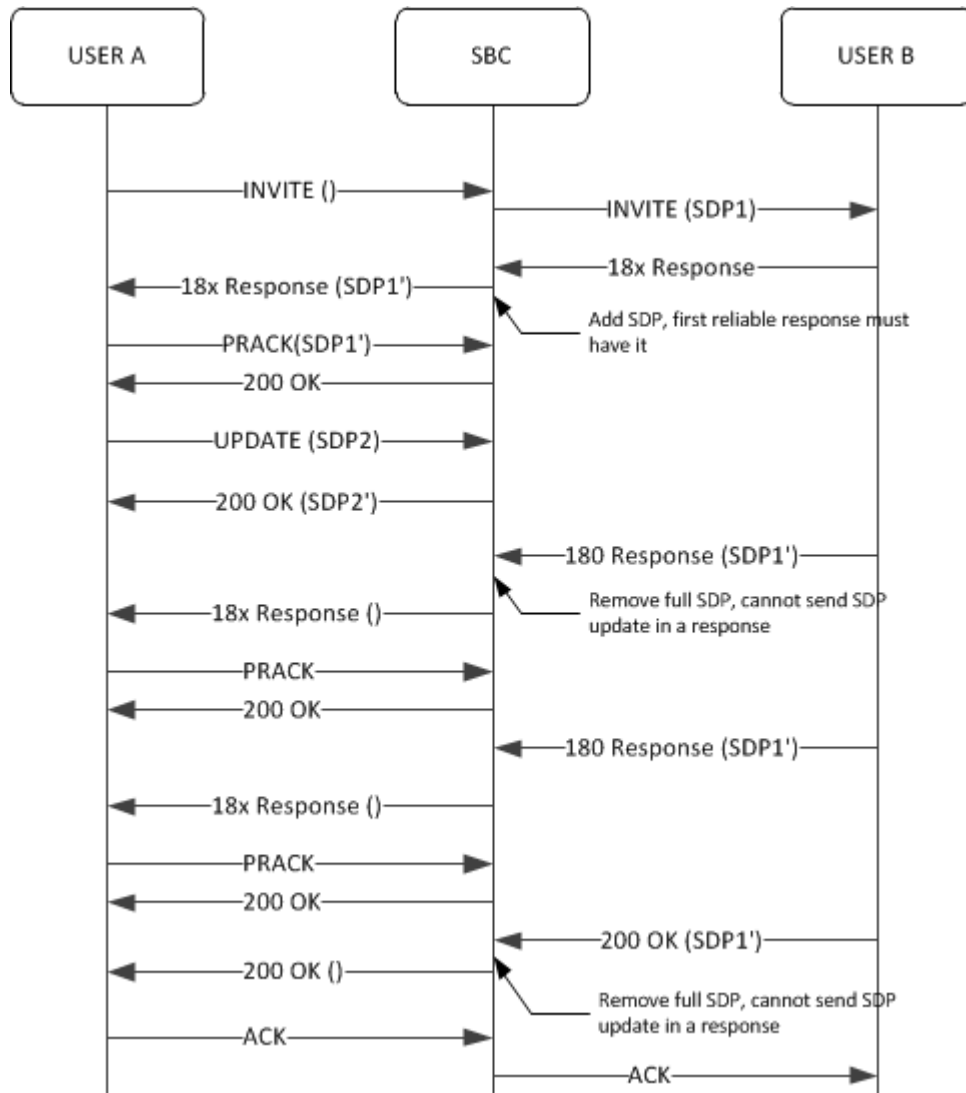 USER A
SBC
USER B
INVITE ()
INVITE (SDP1)
18x Response
18x Response (SDP1')
Add SDP, first reliable response must
have it
PRACK(SDP1')
200 OK
UPDATE (SDP2)
200 OK (SDP2')
180 Response (SDP1')
Remove full SDP, cannot send SDP
update in a response
18x Response ()
PRACK
200 OK
180 Response (SDP1')
18x Response ()
PRACK
200 OK
200 OK (SDP1')
200 OK ()
Remove full SDP, cannot send SDP
update in a response
ACK
ACK